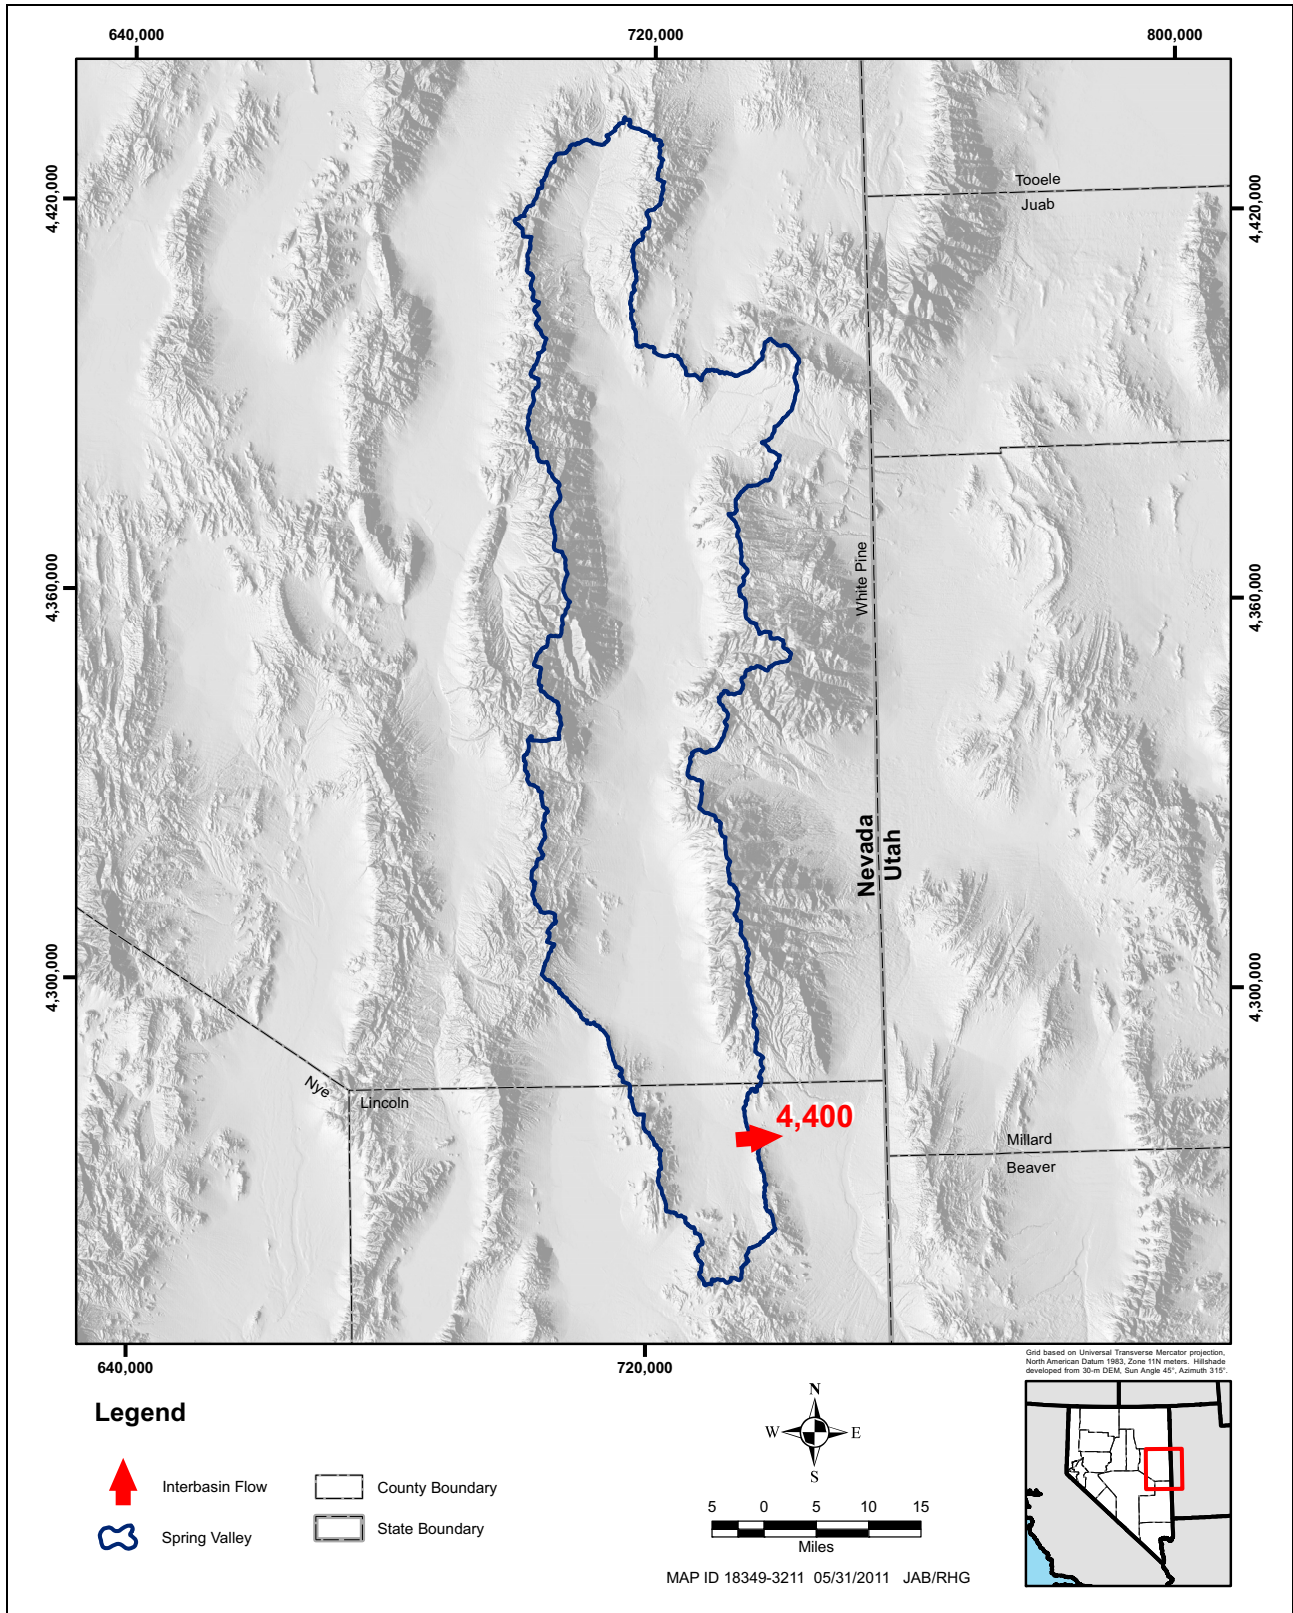 640,000
720,000
800,000
4,420,000
4,420,000
Tooele
Juab
4,360,000
4,360,000
White Pine
Nevada
Utah
4,300,000
4,300,000
Nye
Lincoln
4,400
Millard
Beaver
640,000
720,000
Grid based on Universal Transverse Mercator projection,
North American Datum 1983, Zone 11N meters. Hillshade
developed from 30-m DEM, Sun Angle 45°, Azimuth 315°.
Legend
Interbasin Flow
County Boundary
Spring Valley
State Boundary
N
W
E
S
5 0 5 10 15
Miles
MAP ID 18349-3211 05/31/2011 JAB/RHG